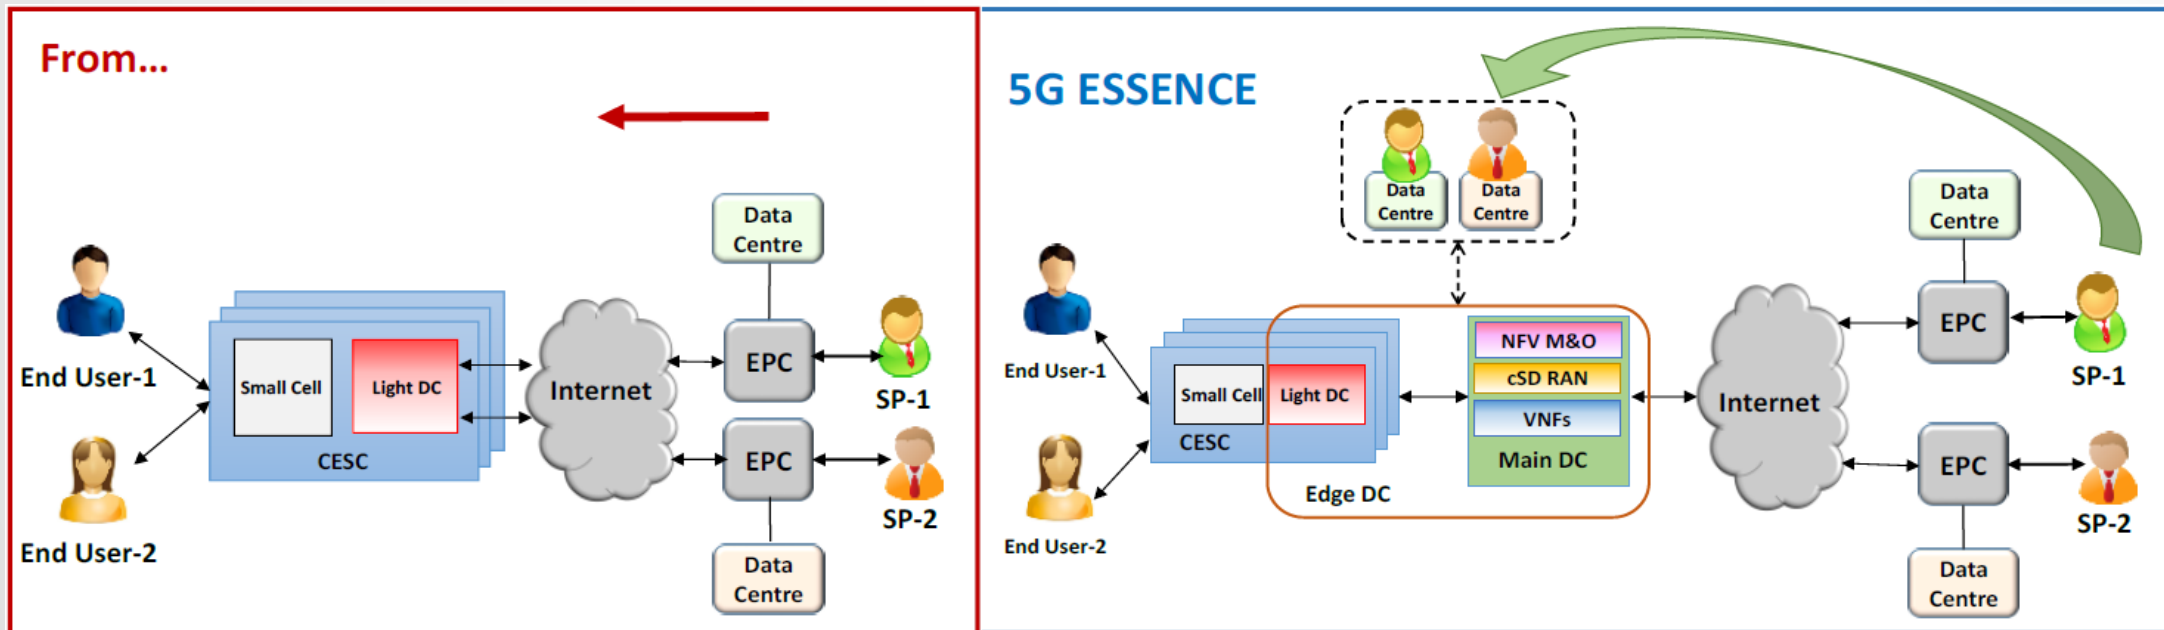 From...
Data
Centre
End User-1
Small Cell
Light DC
CESC
Internet
EPC
SP-1
EPC
SP-2
End User-2
Data
Centre
5G ESSENCE
Data
Centre
Data
Centre
Data
Centre
End User-1
Small Cell
Light DC
CESC
NFV M&O
cSD RAN
VNFs
Main DC
Edge DC
Internet
EPC
SP-1
EPC
SP-2
End User-2
Data
Centre